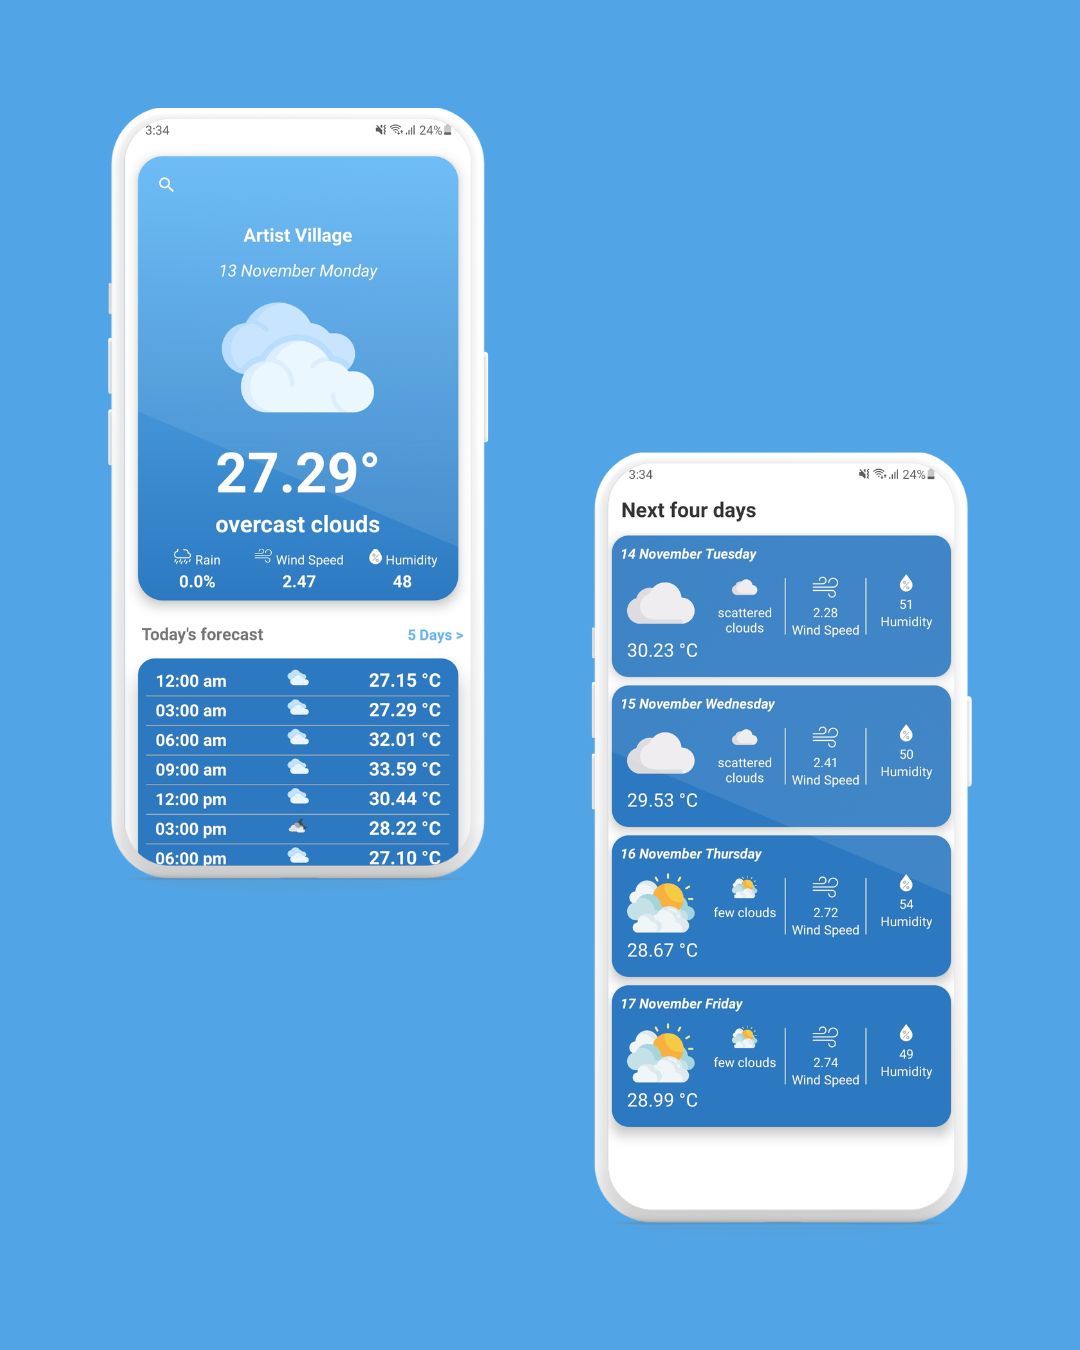 3:34 24%
Artist Village
13 November Monday
27.29°
overcast clouds
Rain Wind Speed Humidity
0.0% 2.47 48
Today's forecast 5 Days >
12:00 am 27.15 °C
03:00 am 27.29 °C
06:00 am 32.01 °C
09:00 am 33.59 °C
12:00 pm 30.44 °C
03:00 pm 28.22 °C
06:00 pm 27.10 °C
3:34 24%
Next four days
14 November Tuesday
scattered clouds
2.28
Wind Speed
51
Humidity
30.23 °C
15 November Wednesday
scattered clouds
2.41
Wind Speed
50
Humidity
29.53 °C
16 November Thursday
few clouds
2.72
Wind Speed
54
Humidity
28.67 °C
17 November Friday
few clouds
2.74
Wind Speed
49
Humidity
28.99 °C